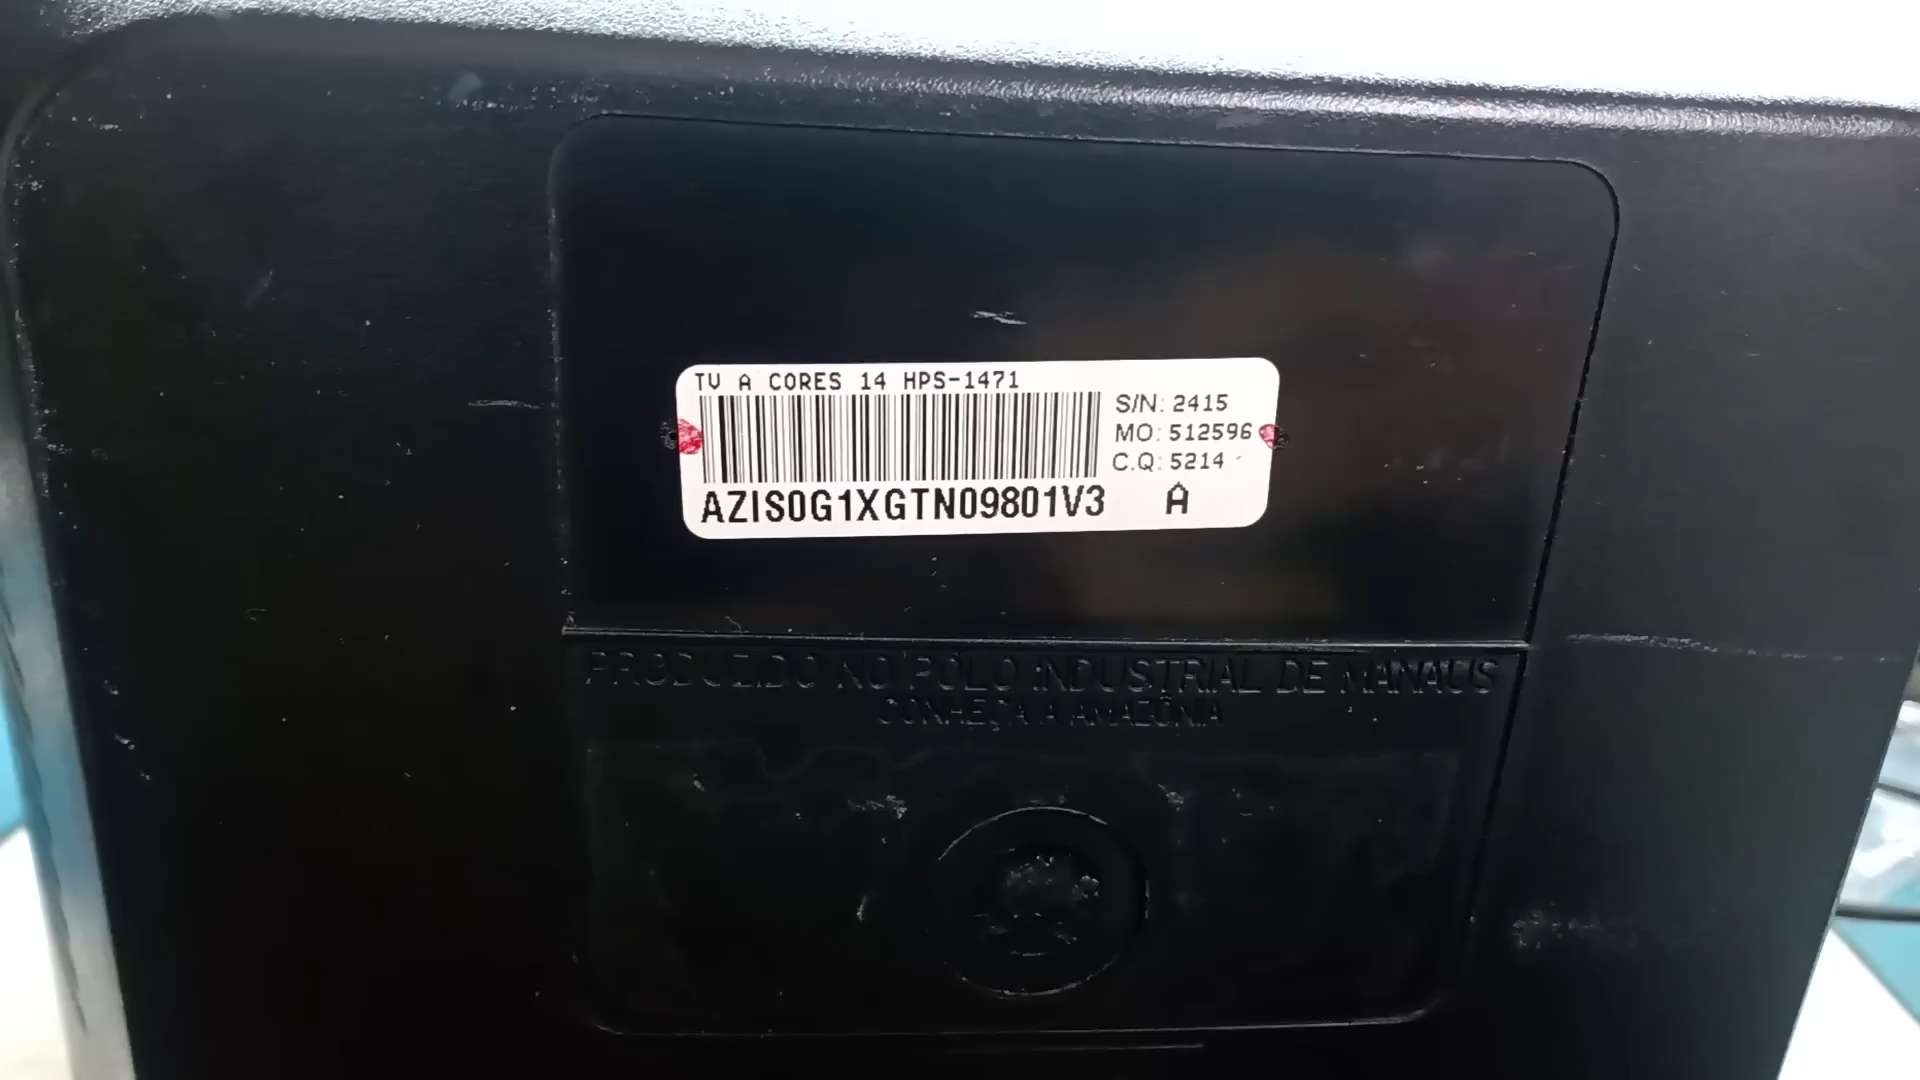 TV A CORES 14 HPS-1471
S/N: 2415
MO: 512596
C.Q: 5214
AZIS0G1XGTN09801V3 A
PRODUZIDO NO PÓLO INDUSTRIAL DE MANAUS
CONHEÇA A AMAZÔNIA